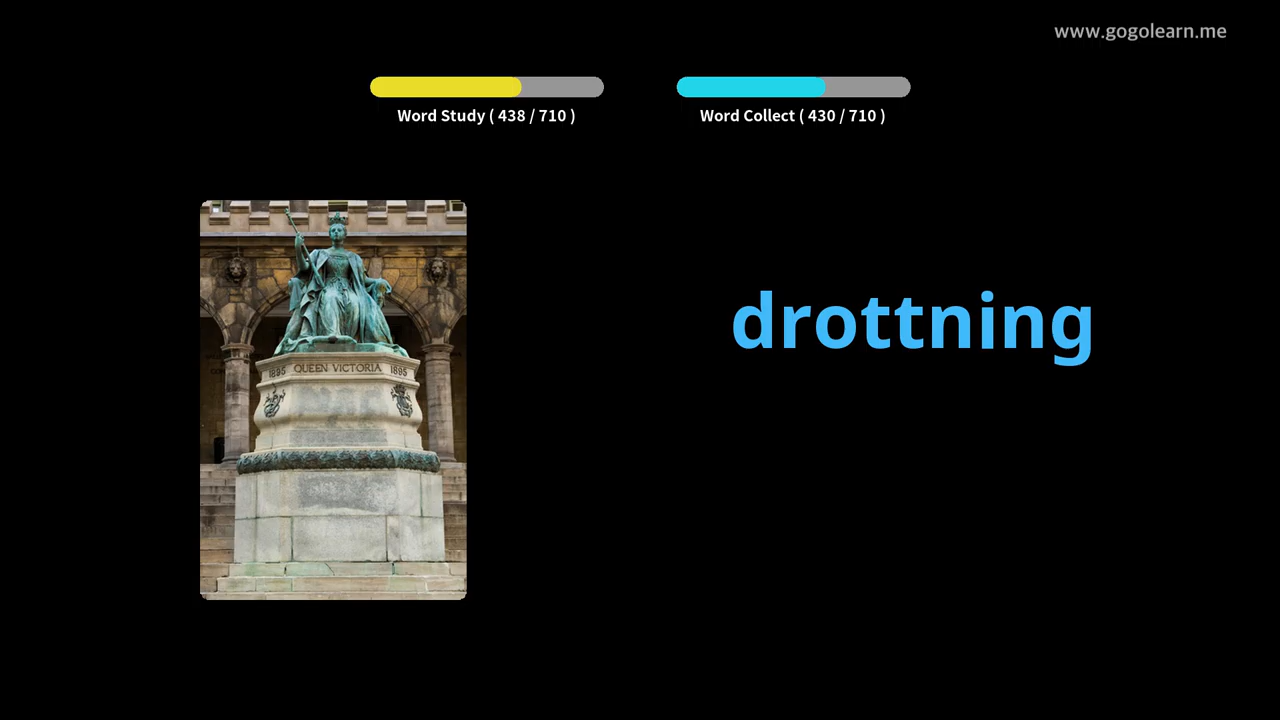 www.gogolearn.me
Word Study ( 438 / 710 )
Word Collect ( 430 / 710 )
drottning
1895 QUEEN VICTORIA 1895